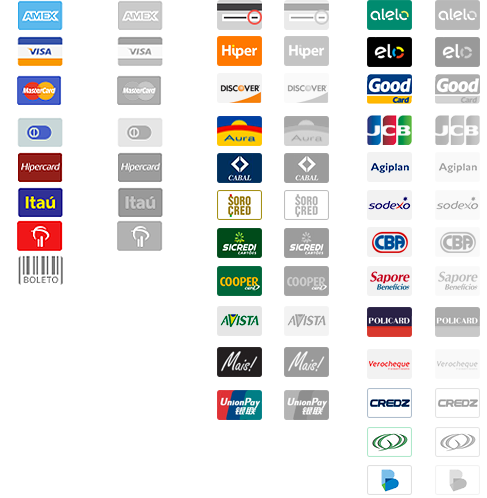 AMEX AMEX
VISA VISA
MasterCard MasterCard
Hipercard Hipercard
Itaú Itaú
BOLETO
Hiper Hiper
DISCOVER DISCOVER
Aura Aura
CABAL CABAL
SORO SORO
CRED CRED
SICREDI SICREDI
CARTÕES CARTÕES
COOPER COOPER
card card
AVISTA AVISTA
Mais! Mais!
UnionPay UnionPay
银联 银联
alelo alelo
elo elo
Good Good
Card Card
JCB JCB
Agiplan Agiplan
sodexo sodexo
CBA CBA
Sapore Sapore
Benefícios Benefícios
POLICARD POLICARD
Verocheque Verocheque
CREDZ CREDZ